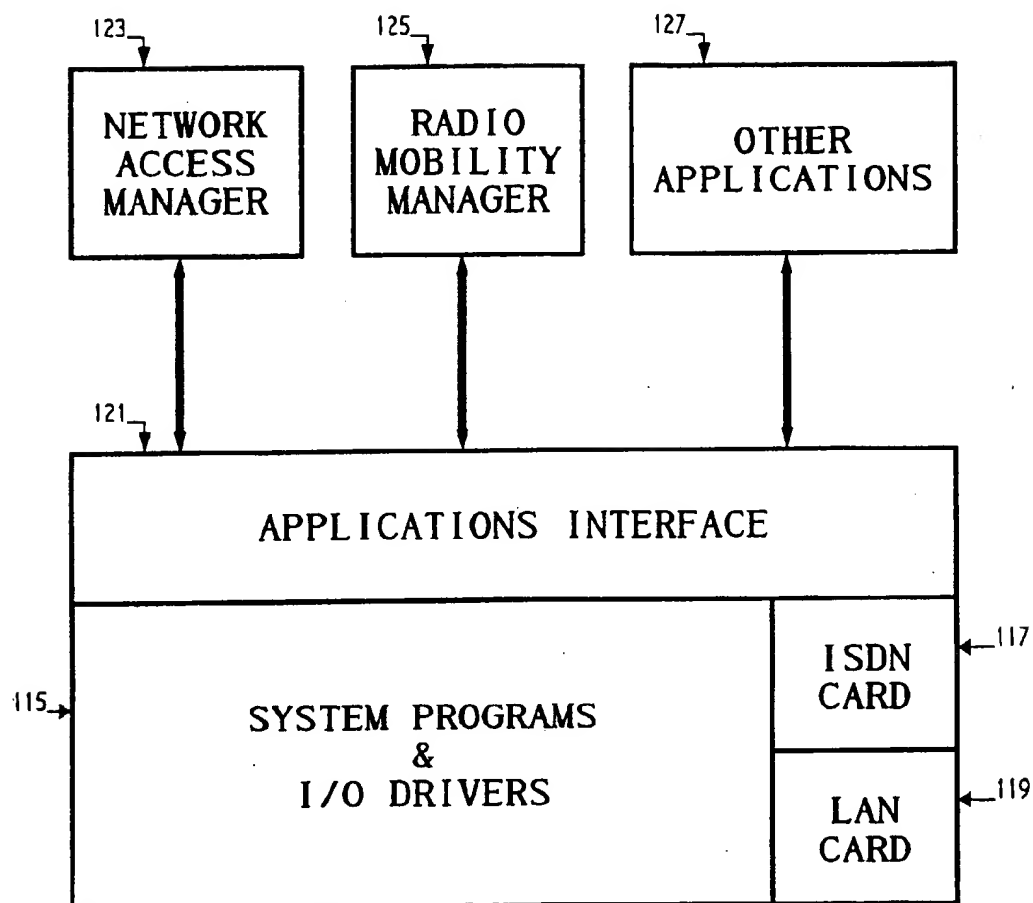 123
125
127
NETWORK
ACCESS
MANAGER
RADIO
MOBILITY
MANAGER
OTHER
APPLICATIONS
121
APPLICATIONS INTERFACE
115
SYSTEM PROGRAMS
&
I/O DRIVERS
ISDN
CARD
117
LAN
CARD
119